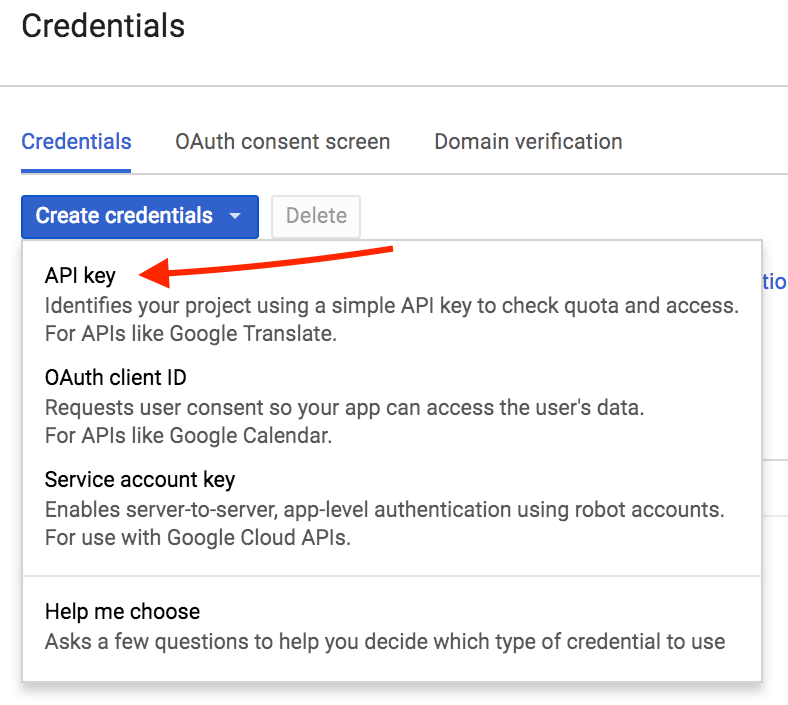 Credentials
Credentials OAuth consent screen Domain verification
Create credentials Delete
API key
Identifies your project using a simple API key to check quota and access.
For APIs like Google Translate.
OAuth client ID
Requests user consent so your app can access the user's data.
For APIs like Google Calendar.
Service account key
Enables server-to-server, app-level authentication using robot accounts.
For use with Google Cloud APIs.
Help me choose
Asks a few questions to help you decide which type of credential to use